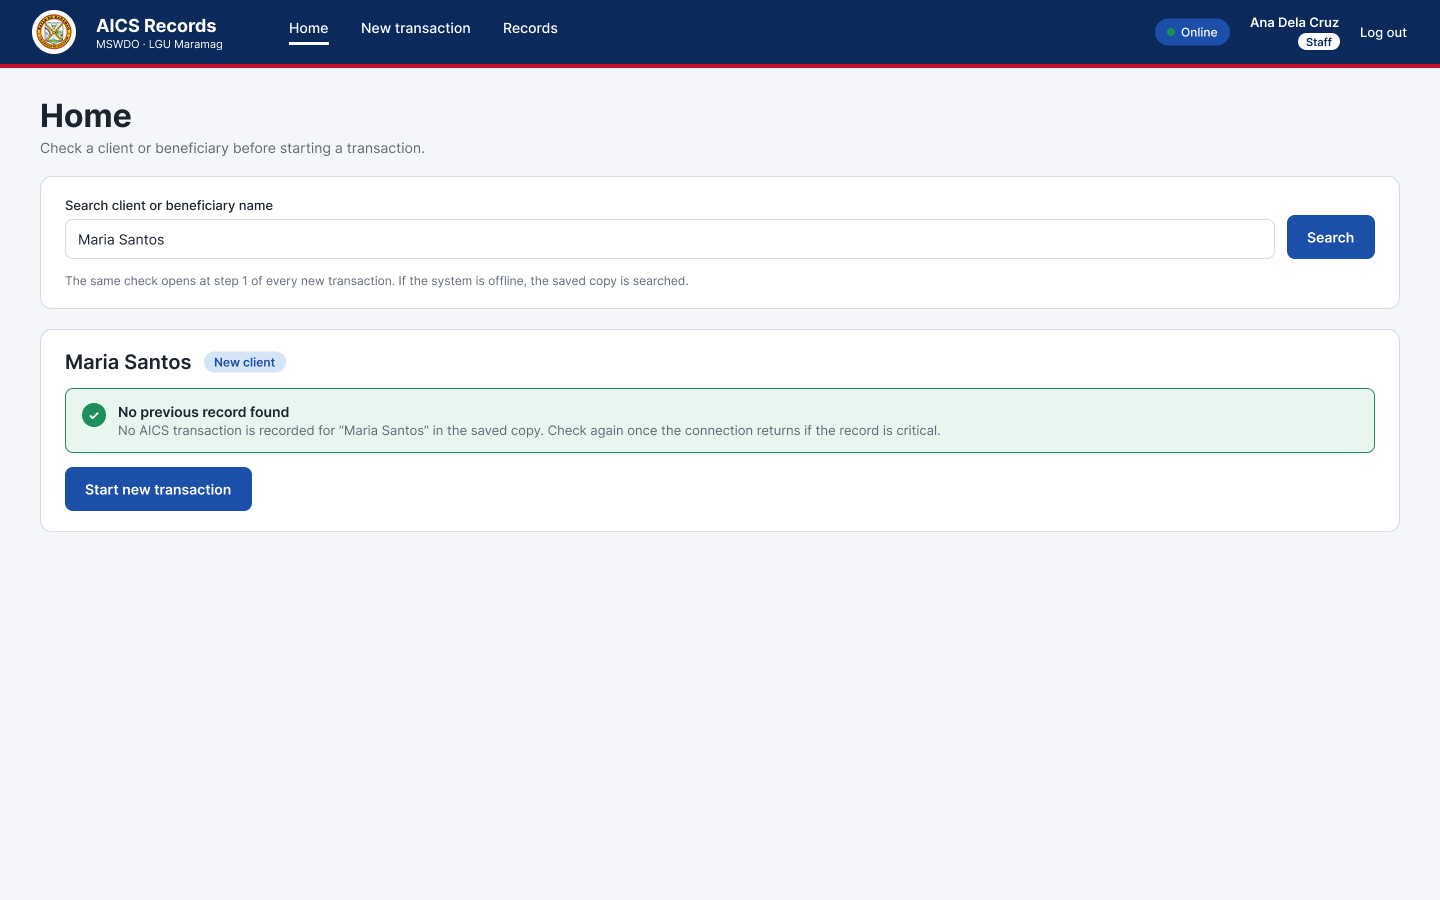 AICS Records
MSWDO · LGU Maramag
Home
New transaction
Records
Online
Ana Dela Cruz
Staff
Log out
Home
Check a client or beneficiary before starting a transaction.
Search client or beneficiary name
Maria Santos
Search
The same check opens at step 1 of every new transaction. If the system is offline, the saved copy is searched.
Maria Santos
New client
No previous record found
No AICS transaction is recorded for “Maria Santos” in the saved copy. Check again once the connection returns if the record is critical.
Start new transaction